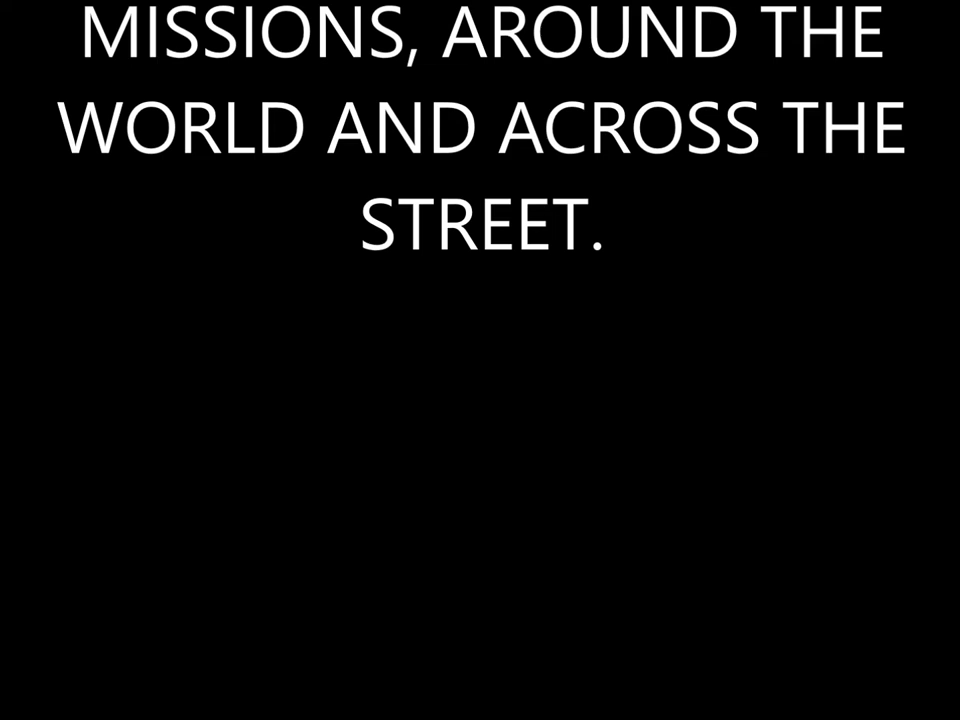 MISSIONS, AROUND THE
WORLD AND ACROSS THE
STREET.